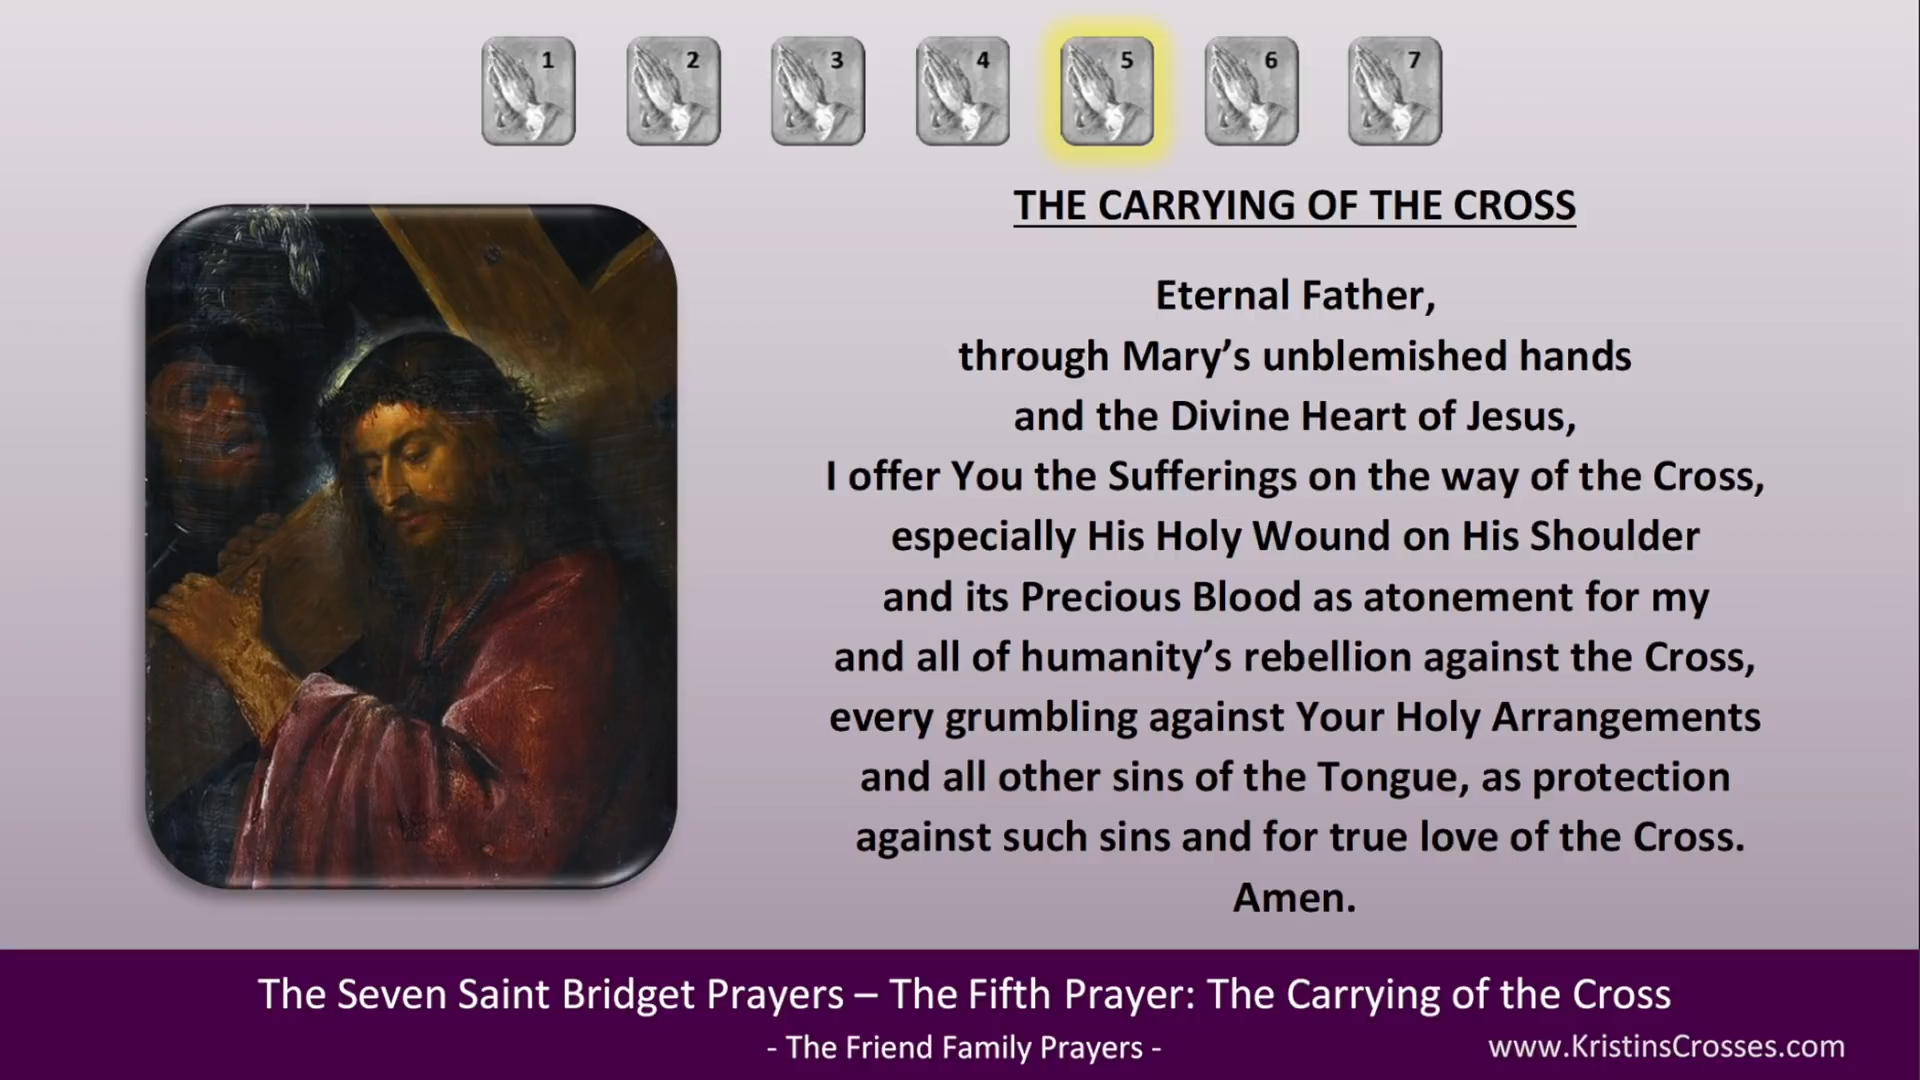 1 2 3 4 5 6 7
THE CARRYING OF THE CROSS
Eternal Father,
through Mary’s unblemished hands
and the Divine Heart of Jesus,
I offer You the Sufferings on the way of the Cross,
especially His Holy Wound on His Shoulder
and its Precious Blood as atonement for my
and all of humanity’s rebellion against the Cross,
every grumbling against Your Holy Arrangements
and all other sins of the Tongue, as protection
against such sins and for true love of the Cross.
Amen.
The Seven Saint Bridget Prayers – The Fifth Prayer: The Carrying of the Cross
- The Friend Family Prayers -
www.KristinsCrosses.com